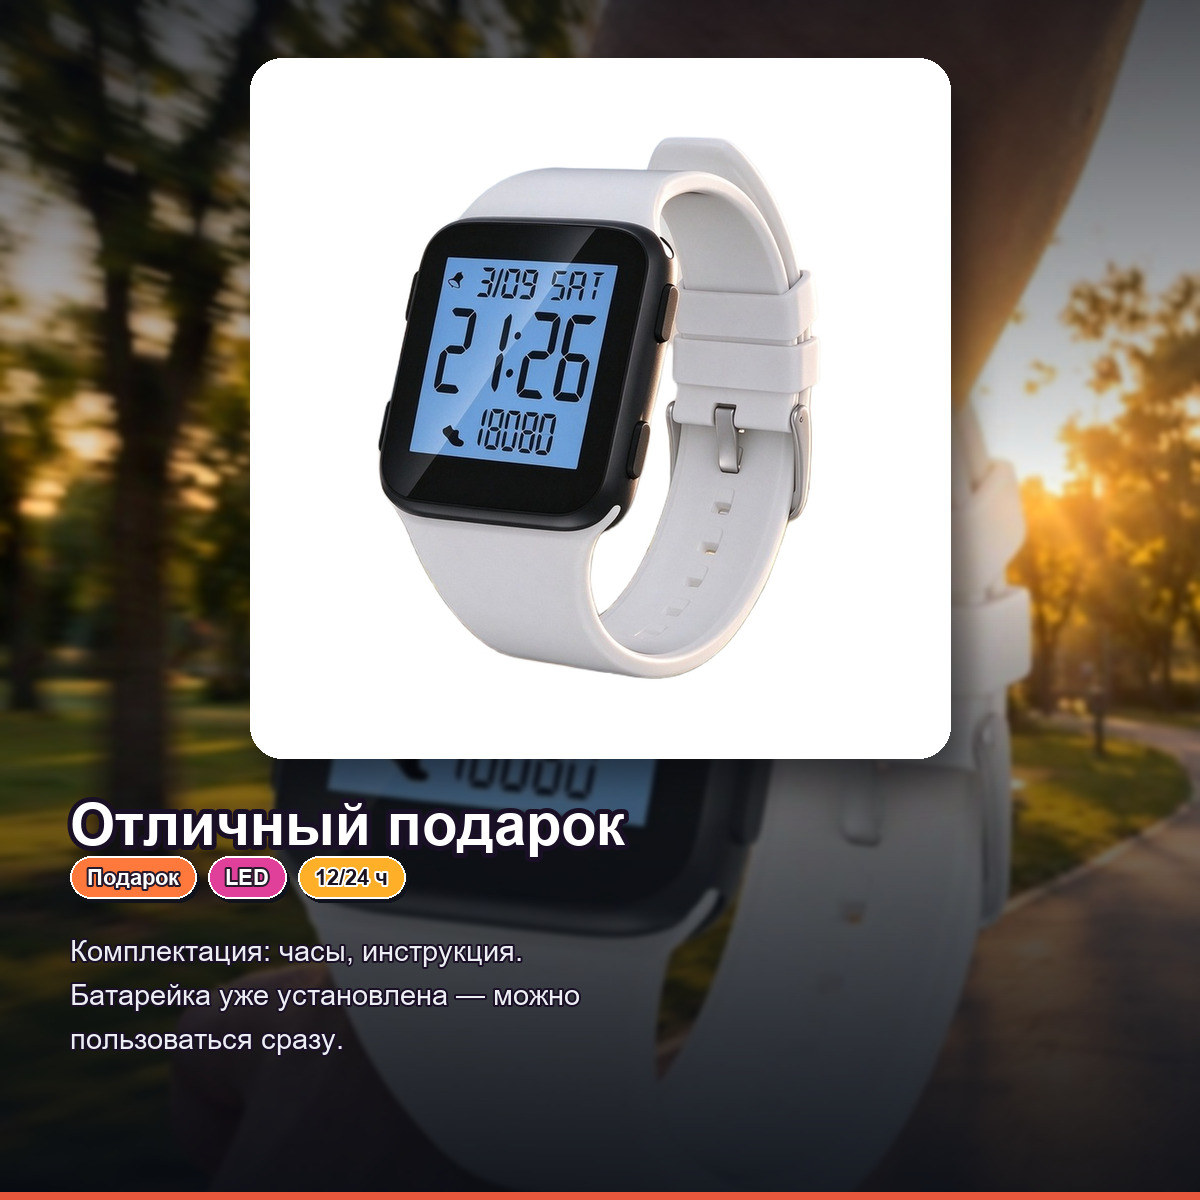 3/09 SAT
21:26
18080
Отличный подарок
Подарок LED 12/24 ч
Комплектация: часы, инструкция.
Батарейка уже установлена — можно
пользоваться сразу.